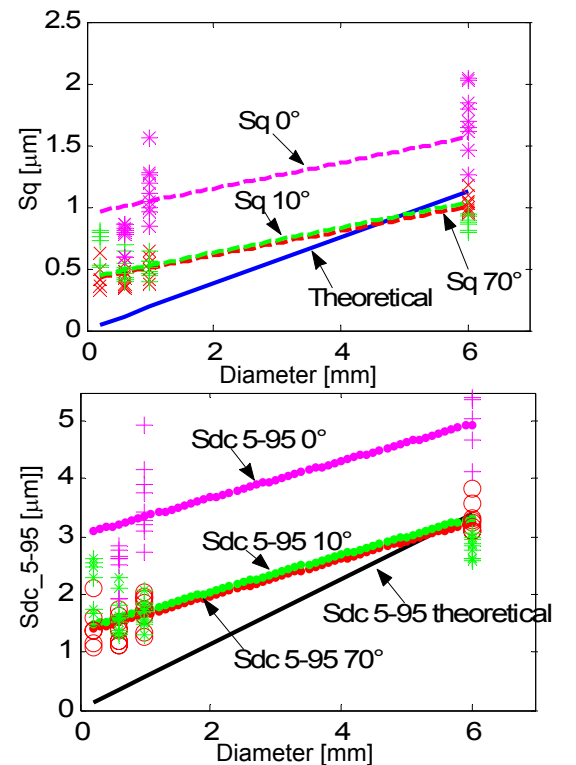 2.5
2
1.5
1
0.5
0
Sq [μm]
Sq 0°
Sq 10°
Theoretical
Sq 70°
0 2 4 6
Diameter [mm]
5
4
3
2
1
0
Sdc_5-95 [μm]]
Sdc 5-95 0°
Sdc 5-95 10°
Sdc 5-95 theoretical
Sdc 5-95 70°
0 2 4 6
Diameter [mm]